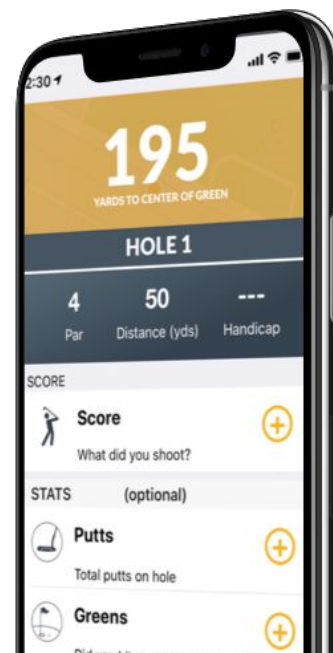 2:30
195
YARDS TO CENTER OF GREEN
HOLE 1
4 50 ---
Par Distance (yds) Handicap
SCORE
Score
What did you shoot?
STATS (optional)
Putts
Total putts on hole
Greens